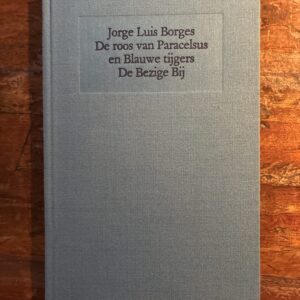 Jorge Luis Borges
De roos van Paracelsus
en Blauwe tijgers
De Bezige Bij